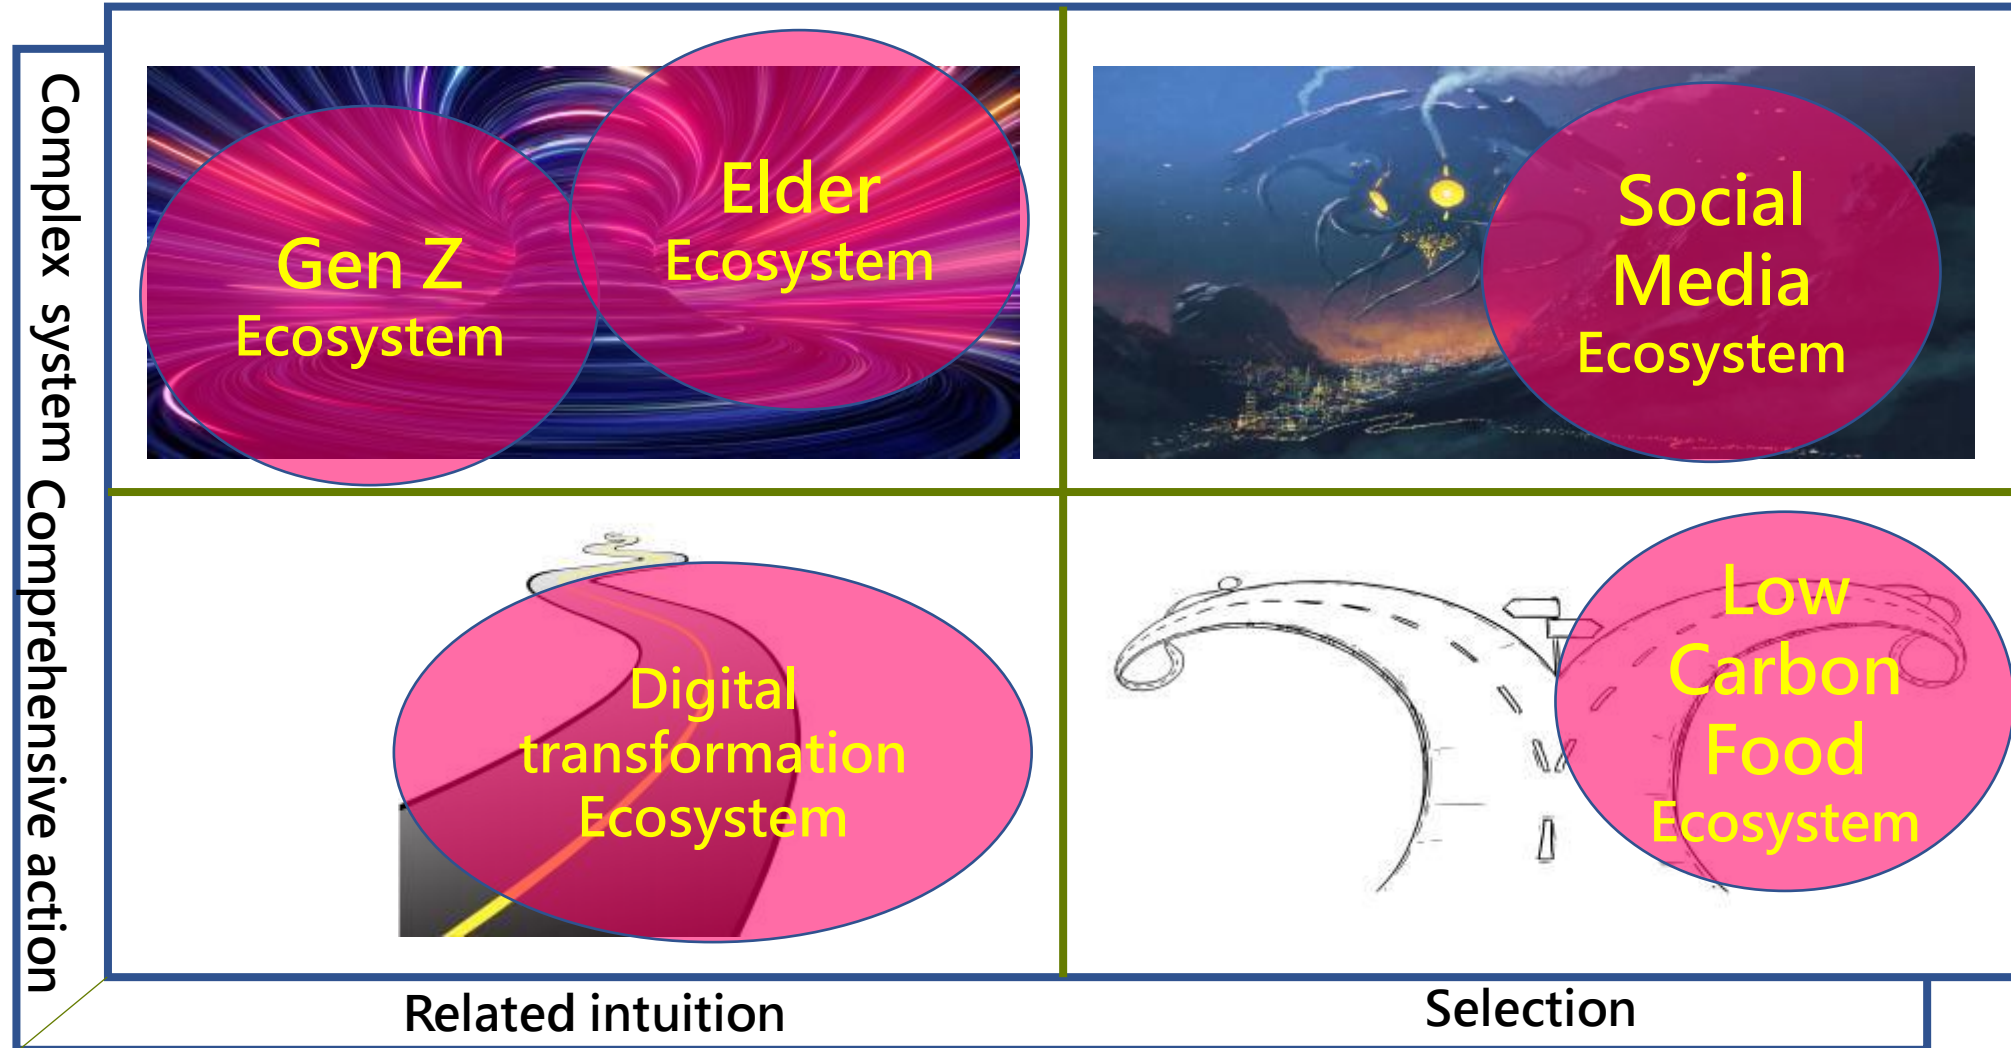 Complex system
Comprehensive action
Gen Z
Ecosystem
Elder
Ecosystem
Social
Media
Ecosystem
Digital
transformation
Ecosystem
Low
Carbon
Food
Ecosystem
Related intuition
Selection